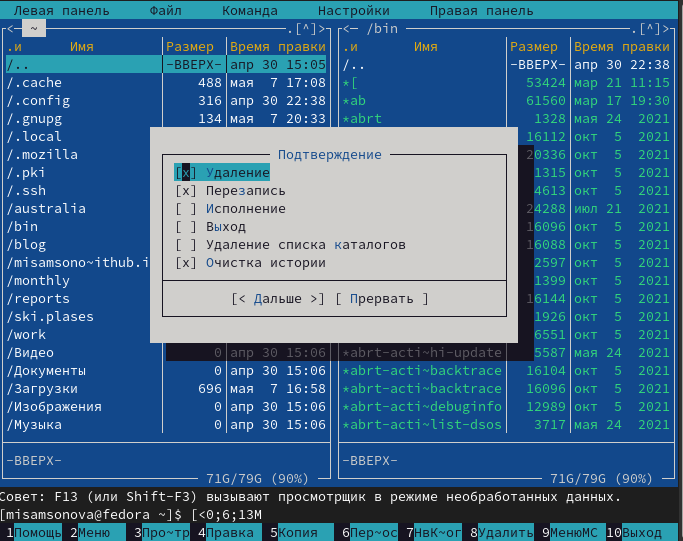 Левая панель Файл Команда Настройки Правая панель
<─ ~ .[^]> <─ /bin .[^]>
.и Имя Размер Время правки .и Имя Размер Время правки
/.. -ВВЕРХ- апр 30 15:05 /.. -ВВЕРХ- апр 30 22:38
/.cache 488 мая 7 17:08 *[ 53424 мар 21 11:15
/.config 316 апр 30 22:38 *ab 61560 мар 17 19:30
/.gnupg 134 мая 7 20:33 *abrt 1328 мая 24 2021
/.local 16112 окт 5 2021
/.mozilla Подтверждение 20336 окт 5 2021
/.pki [x] Удаление 1315 окт 5 2021
/.ssh [x] Перезапись 4613 окт 5 2021
/australia [ ] Исполнение 24288 июл 21 2021
/bin [ ] Выход 16096 окт 5 2021
/blog [ ] Удаление списка каталогов 16088 окт 5 2021
/misamsono~ithub.i [x] Очистка истории 2597 окт 5 2021
/monthly 1399 окт 5 2021
/reports [< Дальше >] [ Прервать ] 16144 окт 5 2021
/ski.plases 1926 окт 5 2021
/work 6551 окт 5 2021
/Видео 0 апр 30 15:06 *abrt-acti~hi-update 5587 мая 24 2021
/Документы 0 апр 30 15:06 *abrt-acti~backtrace 16104 окт 5 2021
/Загрузки 696 мая 7 16:58 *abrt-acti~backtrace 16096 окт 5 2021
/Изображения 0 апр 30 15:06 *abrt-acti~debuginfo 12989 окт 5 2021
/Музыка 0 апр 30 15:06 *abrt-acti~list-dsos 3717 мая 24 2021
-ВВЕРХ- -ВВЕРХ-
71G/79G (90%) 71G/79G (90%)
Совет: F13 (или Shift-F3) вызывают просмотрщик в режиме необработанных данных.
[misamsonova@fedora ~]$ [<0;6;13M
1Помощь 2Меню 3Про~тр 4Правка 5Копия 6Пер~ос 7НвК~ог 8Удалить 9МенюMC 10Выход